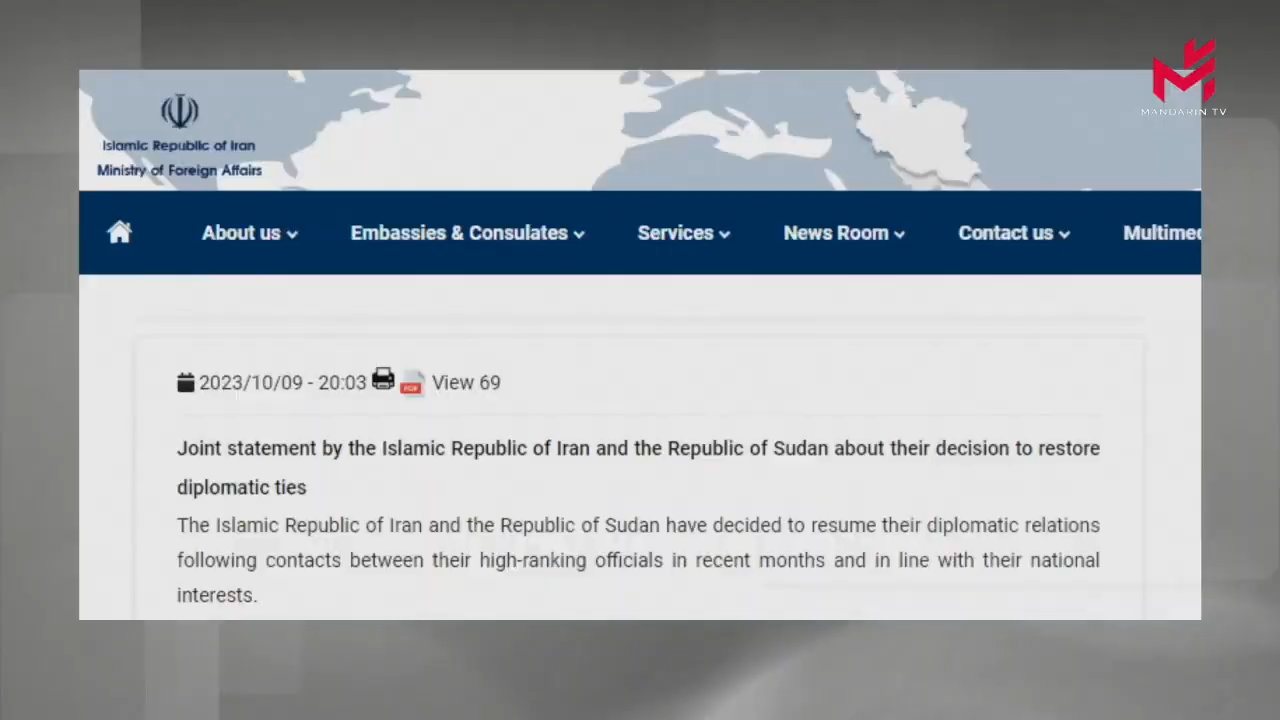 MANDARIN TV
Islamic Republic of Iran
Ministry of Foreign Affairs
About us Embassies & Consulates Services News Room Contact us Multimed
2023/10/09 - 20:03 PDF View 69
Joint statement by the Islamic Republic of Iran and the Republic of Sudan about their decision to restore
diplomatic ties
The Islamic Republic of Iran and the Republic of Sudan have decided to resume their diplomatic relations
following contacts between their high-ranking officials in recent months and in line with their national
interests.